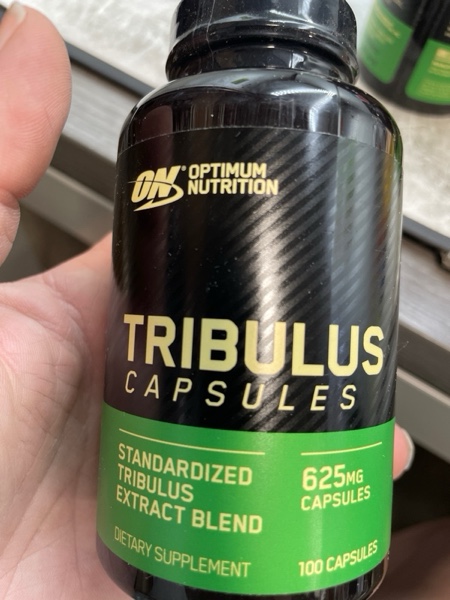 ON® OPTIMUM
NUTRITION
TRIBULUS
CAPSULES
STANDARDIZED
TRIBULUS
EXTRACT BLEND
625MG
CAPSULES
DIETARY SUPPLEMENT
100 CAPSULES